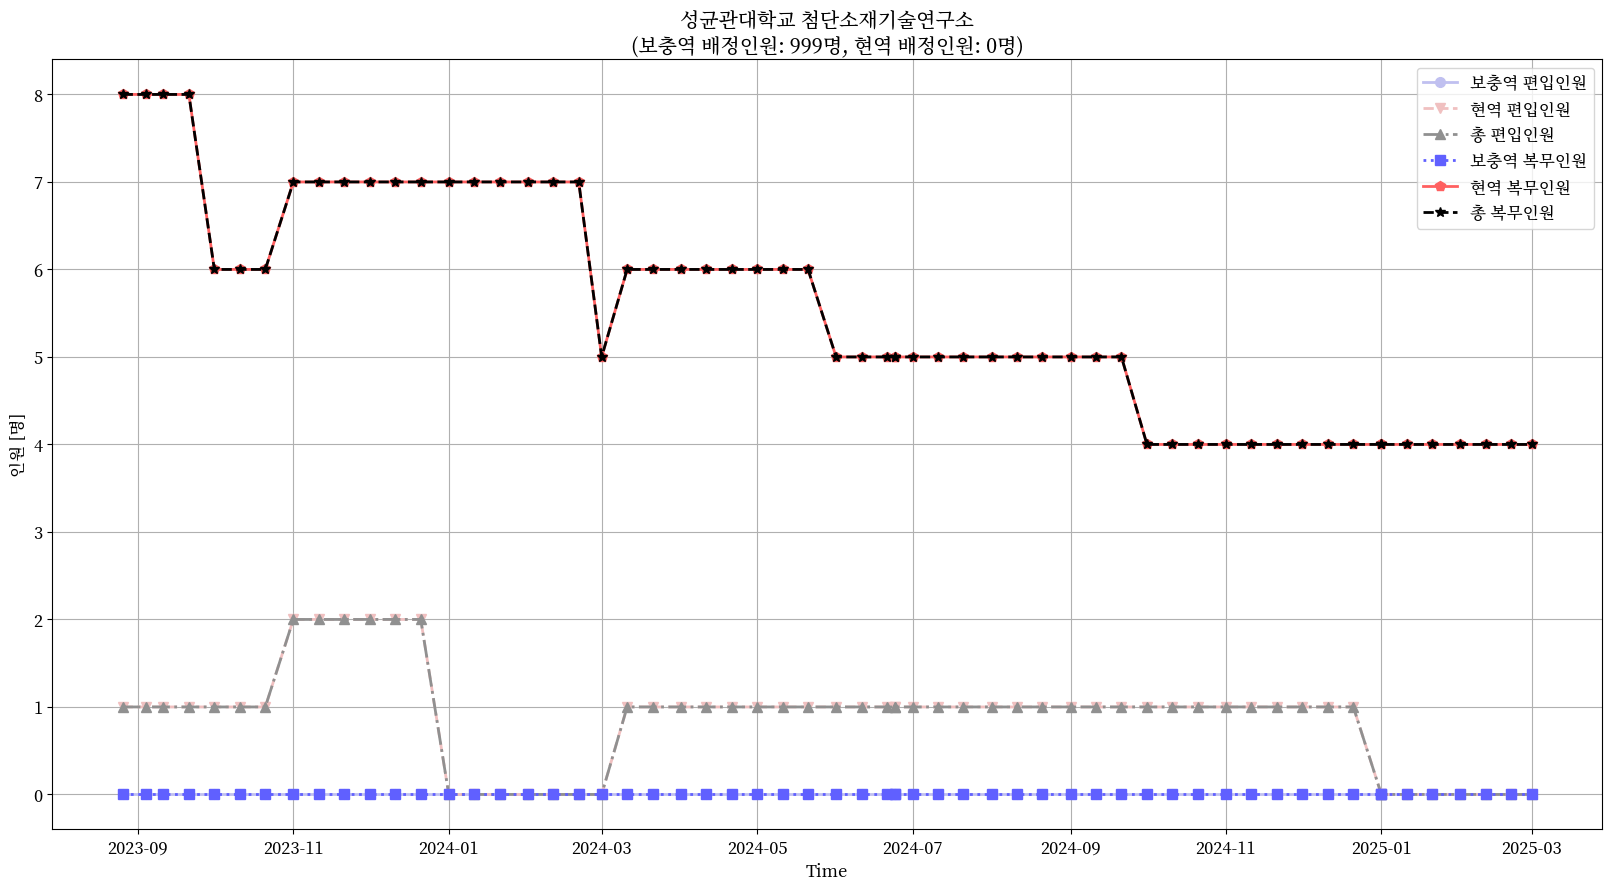 성균관대학교 첨단소재기술연구소
(보충역 배정인원: 999명, 현역 배정인원: 0명)
보충역 편입인원
현역 편입인원
총 편입인원
보충역 복무인원
현역 복무인원
총 복무인원
인원 [명]
8
7
6
5
4
3
2
1
0
2023-09
2023-11
2024-01
2024-03
2024-05
2024-07
2024-09
2024-11
2025-01
2025-03
Time